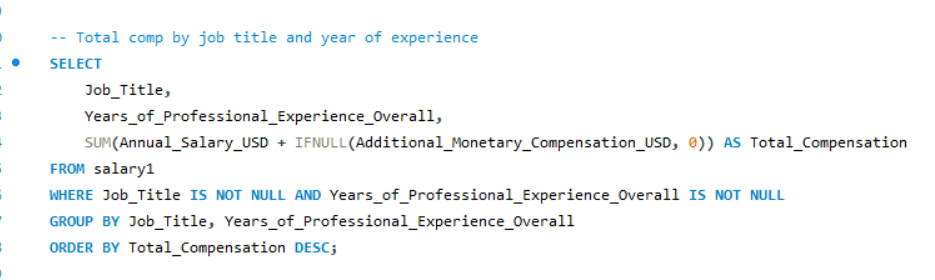 -- Total comp by job title and year of experience
SELECT
Job_Title,
Years_of_Professional_Experience_Overall,
SUM(Annual_Salary_USD + IFNULL(Additional_Monetary_Compensation_USD, 0)) AS Total_Compensation
FROM salary1
WHERE Job_Title IS NOT NULL AND Years_of_Professional_Experience_Overall IS NOT NULL
GROUP BY Job_Title, Years_of_Professional_Experience_Overall
ORDER BY Total_Compensation DESC;